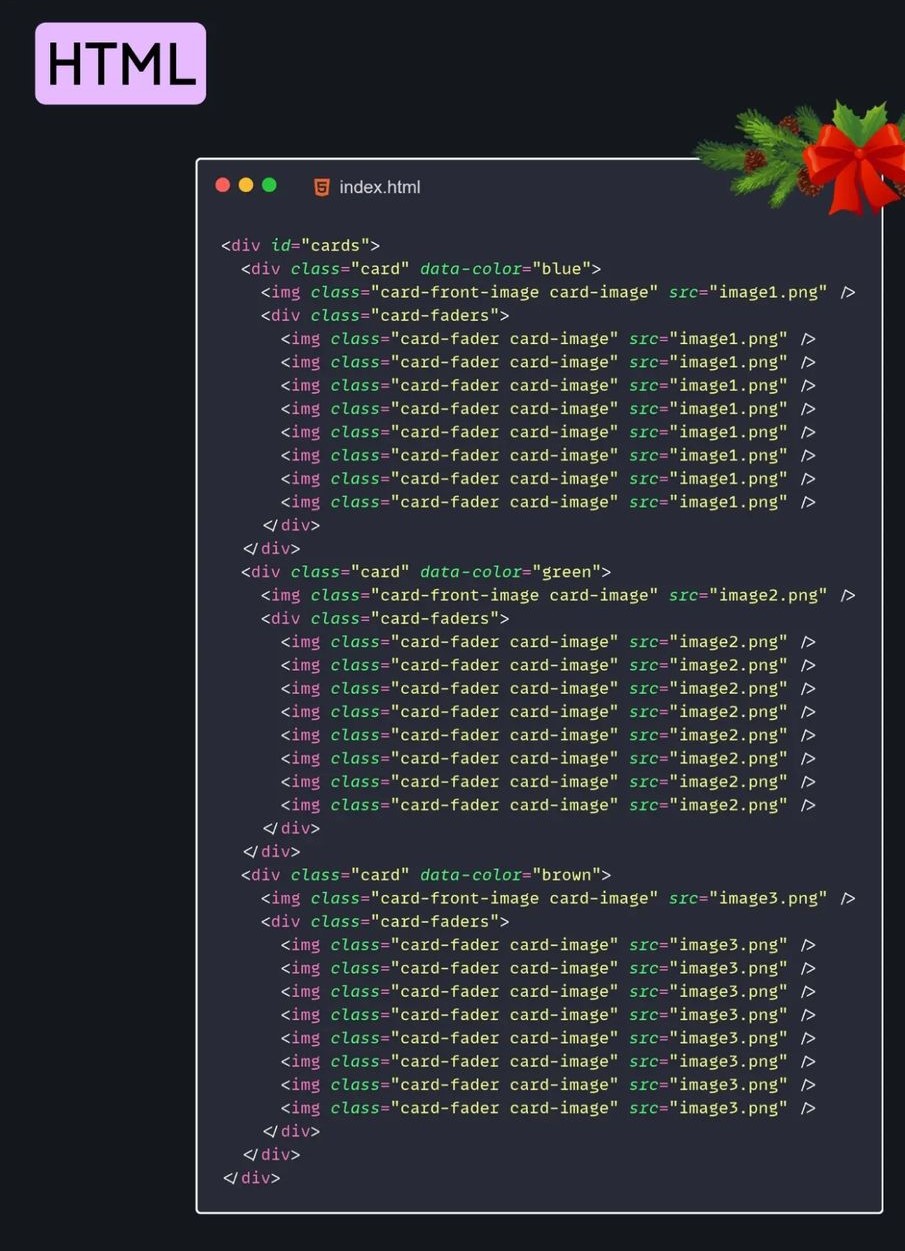 HTML
index.html
<div id="cards">
<div class="card" data-color="blue">
<img class="card-front-image card-image" src="image1.png" />
<div class="card-faders">
<img class="card-fader card-image" src="image1.png" />
<img class="card-fader card-image" src="image1.png" />
<img class="card-fader card-image" src="image1.png" />
<img class="card-fader card-image" src="image1.png" />
<img class="card-fader card-image" src="image1.png" />
<img class="card-fader card-image" src="image1.png" />
<img class="card-fader card-image" src="image1.png" />
<img class="card-fader card-image" src="image1.png" />
</div>
</div>
<div class="card" data-color="green">
<img class="card-front-image card-image" src="image2.png" />
<div class="card-faders">
<img class="card-fader card-image" src="image2.png" />
<img class="card-fader card-image" src="image2.png" />
<img class="card-fader card-image" src="image2.png" />
<img class="card-fader card-image" src="image2.png" />
<img class="card-fader card-image" src="image2.png" />
<img class="card-fader card-image" src="image2.png" />
<img class="card-fader card-image" src="image2.png" />
<img class="card-fader card-image" src="image2.png" />
</div>
</div>
<div class="card" data-color="brown">
<img class="card-front-image card-image" src="image3.png" />
<div class="card-faders">
<img class="card-fader card-image" src="image3.png" />
<img class="card-fader card-image" src="image3.png" />
<img class="card-fader card-image" src="image3.png" />
<img class="card-fader card-image" src="image3.png" />
<img class="card-fader card-image" src="image3.png" />
<img class="card-fader card-image" src="image3.png" />
<img class="card-fader card-image" src="image3.png" />
<img class="card-fader card-image" src="image3.png" />
</div>
</div>
</div>